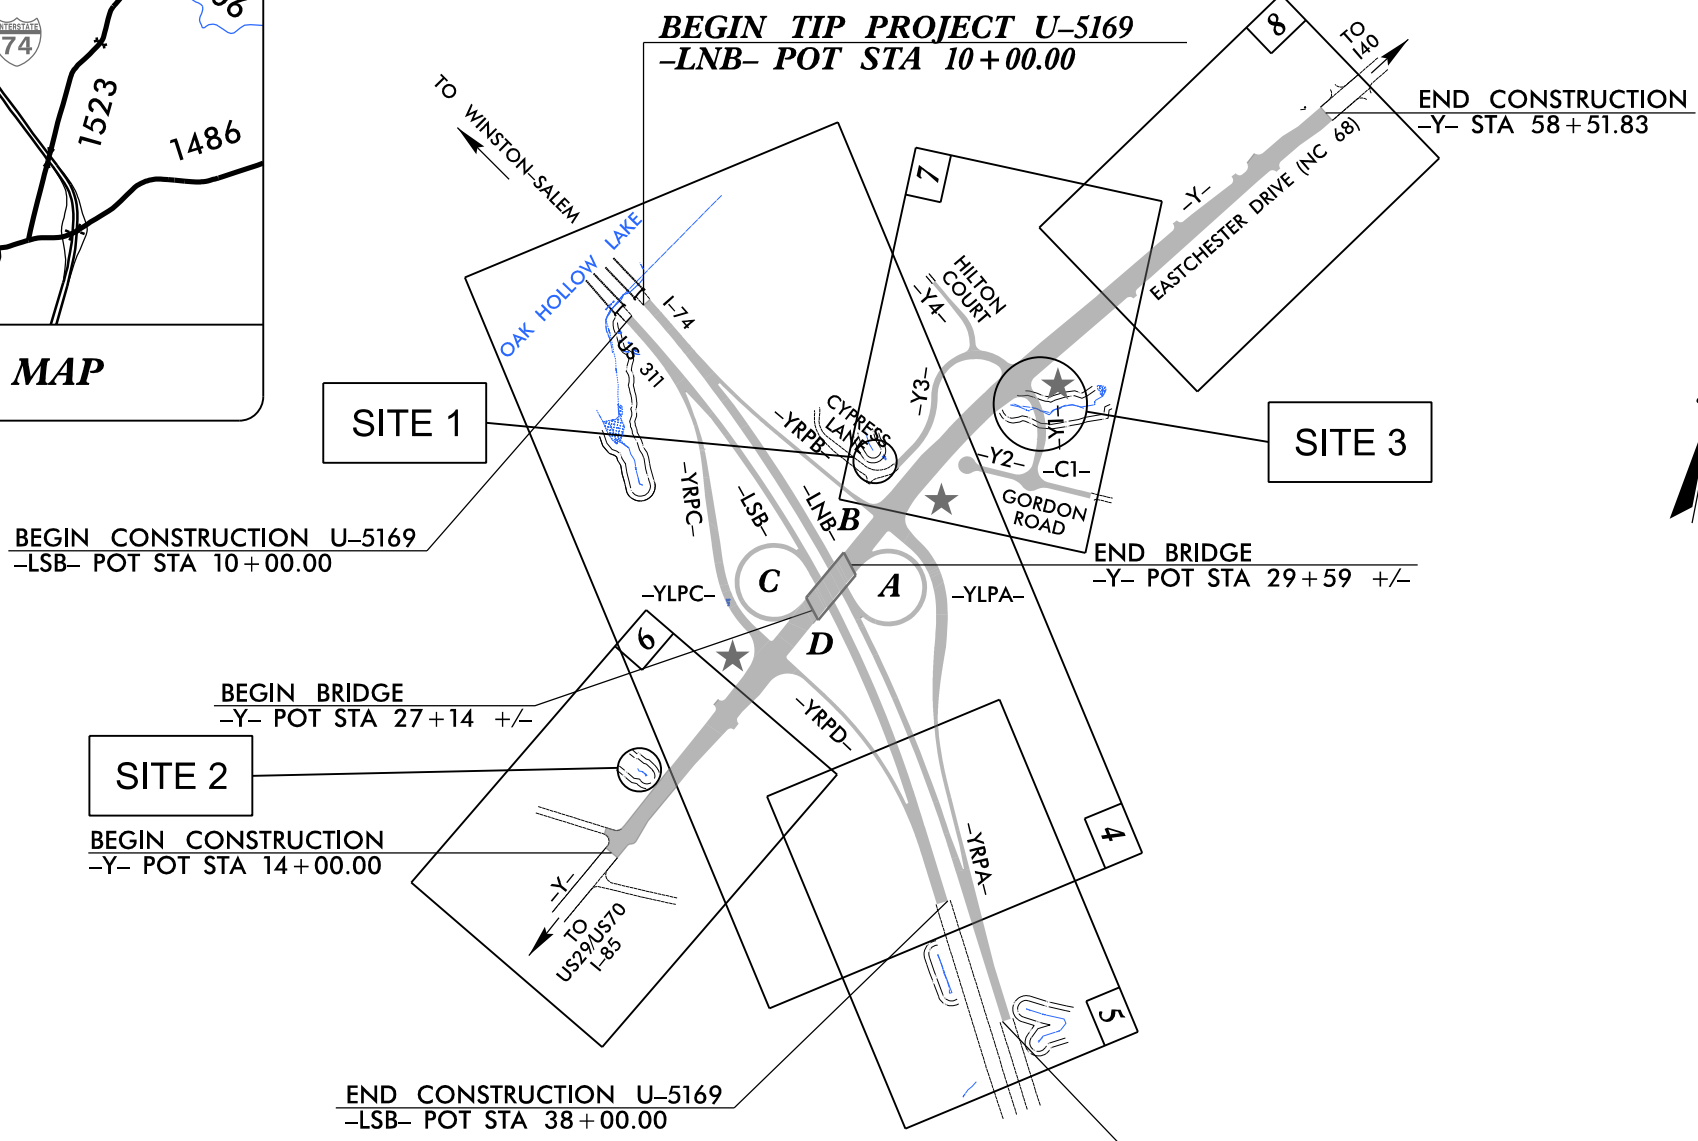 INTERSTATE
74
1523
1486
MAP
BEGIN TIP PROJECT U–5169
–LNB– POT STA 10+00.00
TO WINSTON–SALEM
OAK HOLLOW LAKE
I–74
US 311
8
TO
I40
END CONSTRUCTION
–Y– STA 58+51.83
7
–Y–
EASTCHESTER DRIVE (NC 68)
HILTON
COURT
–Y4–
–Y3–
SITE 1
CYPRESS
LANE
–YRPB–
SITE 3
–LY–
–Y2–
–C1–
GORDON
ROAD
–YRPC–
–LSB–
–LNB–
B
BEGIN CONSTRUCTION U–5169
–LSB– POT STA 10+00.00
END BRIDGE
–Y– POT STA 29+59 +/–
C
A
–YLPC–
–YLPA–
D
6
BEGIN BRIDGE
–Y– POT STA 27+14 +/–
–YRPD–
SITE 2
BEGIN CONSTRUCTION
–Y– POT STA 14+00.00
4
–YRPA–
–Y–
TO
US29/US70
I–85
5
END CONSTRUCTION U–5169
–LSB– POT STA 38+00.00